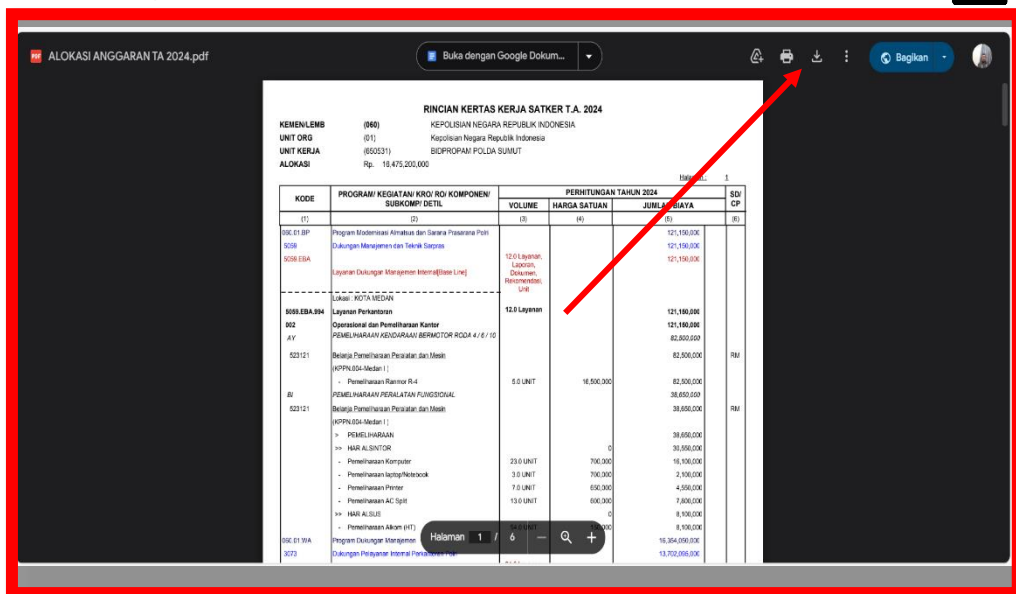 PDF ALOKASI ANGGARAN TA 2024.pdf
Buka dengan Google Dokum...
Bagikan
RINCIAN KERTAS KERJA SATKER T.A. 2024
KEMEN/LEMB (060) KEPOLISIAN NEGARA REPUBLIK INDONESIA
UNIT ORG (01) Kepolisian Negara Republik Indonesia
UNIT KERJA (650531) BIDPROPAM POLDA SUMUT
ALOKASI Rp. 16,475,200,000
1
KODE PROGRAM/ KEGIATAN/ KRO/ RO/ KOMPONEN/ SUBKOMP/ DETIL PERHITUNGAN TAHUN 2024 SD/ CP
VOLUME HARGA SATUAN JUMLAH BIAYA
(1) (2) (3) (4) (5) (6)
060.01.BP Program Modernisasi Almatsus dan Sarana Prasarana Polri 121,150,000
5059 Dukungan Manajemen dan Teknik Sarpras 121,150,000
5059.EBA Layanan Dukungan Manajemen Internal[Base Line] 12.0 Layanan, Laporan, Dokumen, Rekomendasi, Unit 121,150,000
Lokasi : KOTA MEDAN
5059.EBA.994 Layanan Perkantoran 12.0 Layanan 121,150,000
002 Operasional dan Pemeliharaan Kantor 121,150,000
AY PEMELIHARAAN KENDARAAN BERMOTOR RODA 4 / 6 / 10 82,500,000
523121 Belanja Pemeliharaan Peralatan dan Mesin 82,500,000 RM
(KPPN.004-Medan I )
- Pemeliharaan Ranmor R-4 5.0 UNIT 16,500,000 82,500,000
BI PEMELIHARAAN PERALATAN FUNGSIONAL 38,650,000
523121 Belanja Pemeliharaan Peralatan dan Mesin 38,650,000 RM
(KPPN.004-Medan I )
> PEMELIHARAAN 38,650,000
>> HAR ALSINTOR 0 30,550,000
- Pemeliharaan Komputer 23.0 UNIT 700,000 16,100,000
- Pemeliharaan laptop/Notebook 3.0 UNIT 700,000 2,100,000
- Pemeliharaan Printer 7.0 UNIT 650,000 4,550,000
- Pemeliharaan AC Split 13.0 UNIT 600,000 7,800,000
>> HAR ALSUS 0 8,100,000
- Pemeliharaan Alkom (HT) 8,100,000
060.01.WA Program Dukungan Manajemen 16,354,050,000
3073 Dukungan Pelayanan Internal Perkantoran Polri 13,702,096,000
Halaman 1 / 6